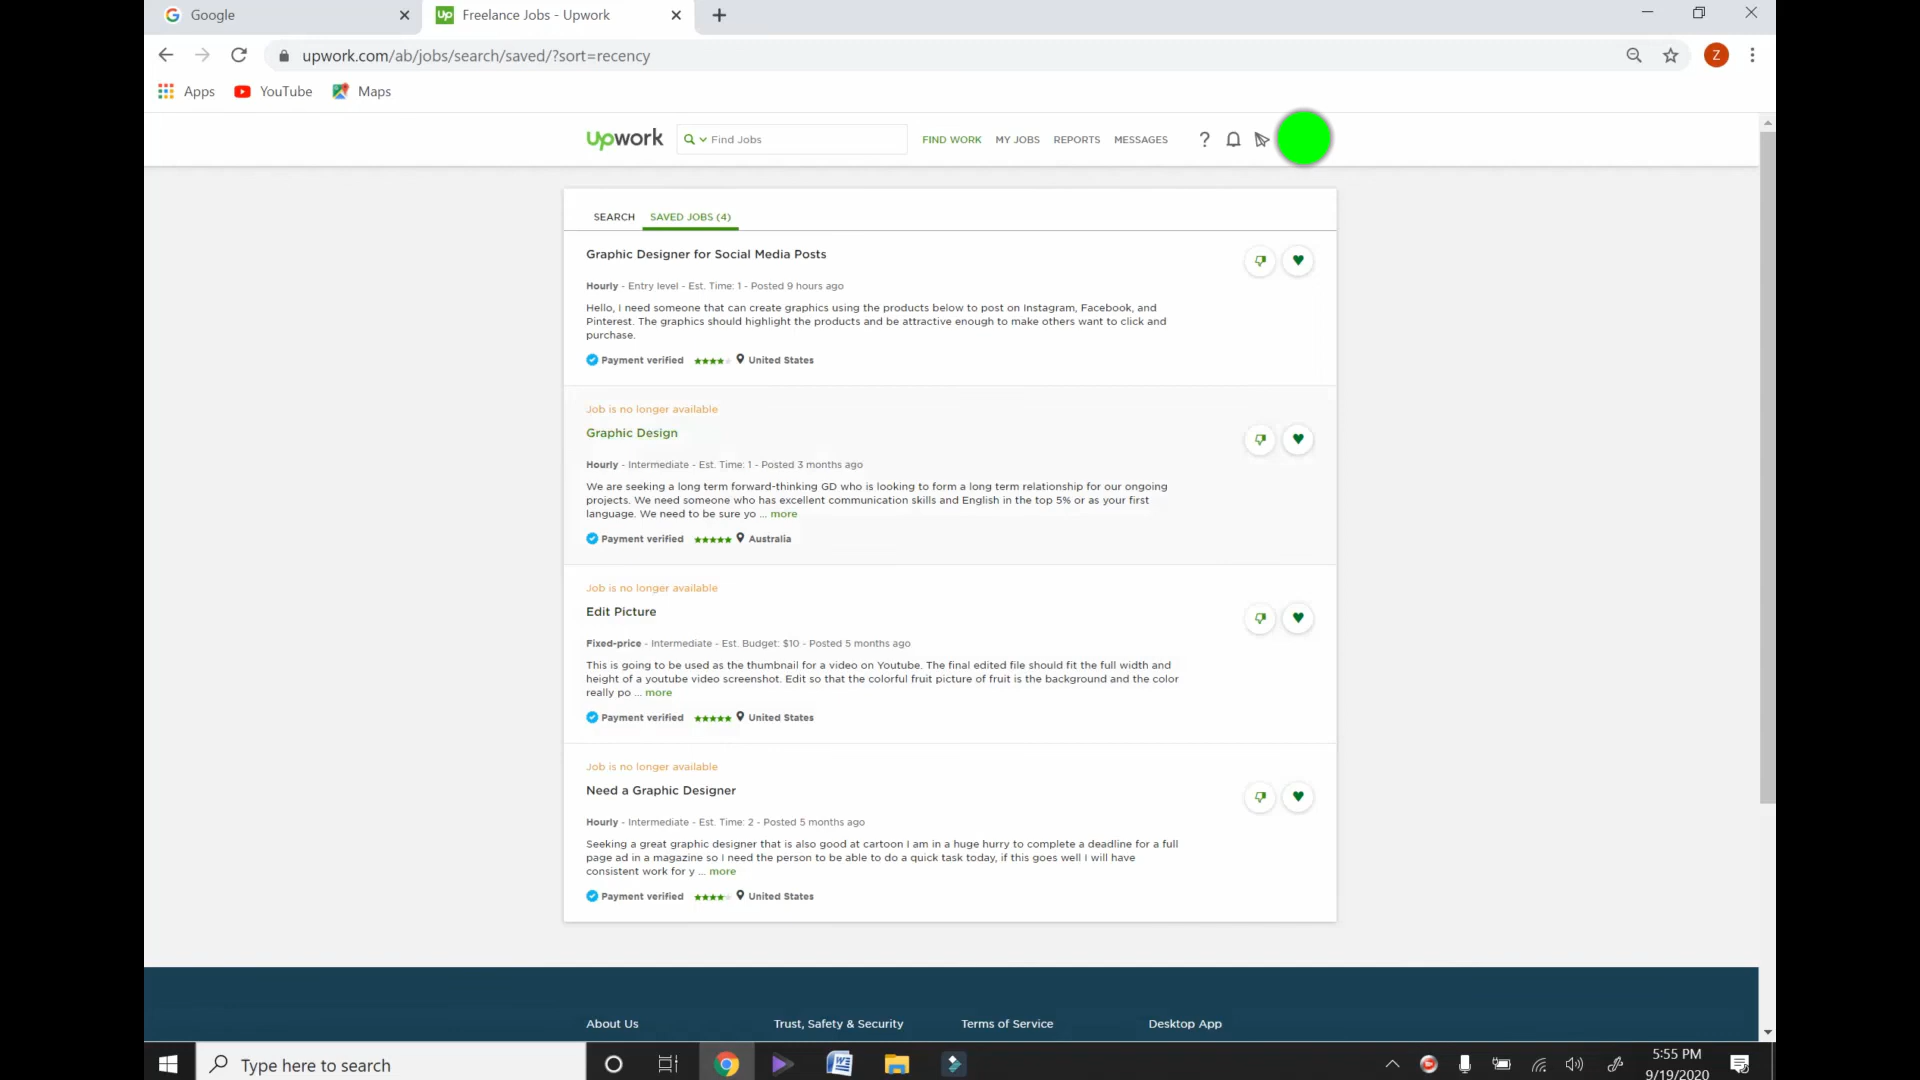 Google
Freelance Jobs - Upwork
upwork.com/ab/jobs/search/saved/?sort=recency
Z
Apps YouTube Maps
upwork
Find Jobs
FIND WORK MY JOBS REPORTS MESSAGES ?
SEARCH SAVED JOBS (4)
Graphic Designer for Social Media Posts
Hourly - Entry level - Est. Time: 1 - Posted 9 hours ago
Hello, I need someone that can create graphics using the products below to post on Instagram, Facebook, and
Pinterest. The graphics should highlight the products and be attractive enough to make others want to click and
purchase.
Payment verified United States
Job is no longer available
Graphic Design
Hourly - Intermediate - Est. Time: 1 - Posted 3 months ago
We are seeking a long term forward-thinking GD who is looking to form a long term relationship for our ongoing
projects. We need someone who has excellent communication skills and English in the top 5% or as your first
language. We need to be sure yo ... more
Payment verified Australia
Job is no longer available
Edit Picture
Fixed-price - Intermediate - Est. Budget: $10 - Posted 5 months ago
This is going to be used as the thumbnail for a video on Youtube. The final edited file should fit the full width and
height of a youtube video screenshot. Edit so that the colorful fruit picture of fruit is the background and the color
really po ... more
Payment verified United States
Job is no longer available
Need a Graphic Designer
Hourly - Intermediate - Est. Time: 2 - Posted 5 months ago
Seeking a great graphic designer that is also good at cartoon I am in a huge hurry to complete a deadline for a full
page ad in a magazine so I need the person to be able to do a quick task today, if this goes well I will have
consistent work for y ... more
Payment verified United States
About Us Trust, Safety & Security Terms of Service Desktop App
Type here to search
5:55 PM
9/19/2020